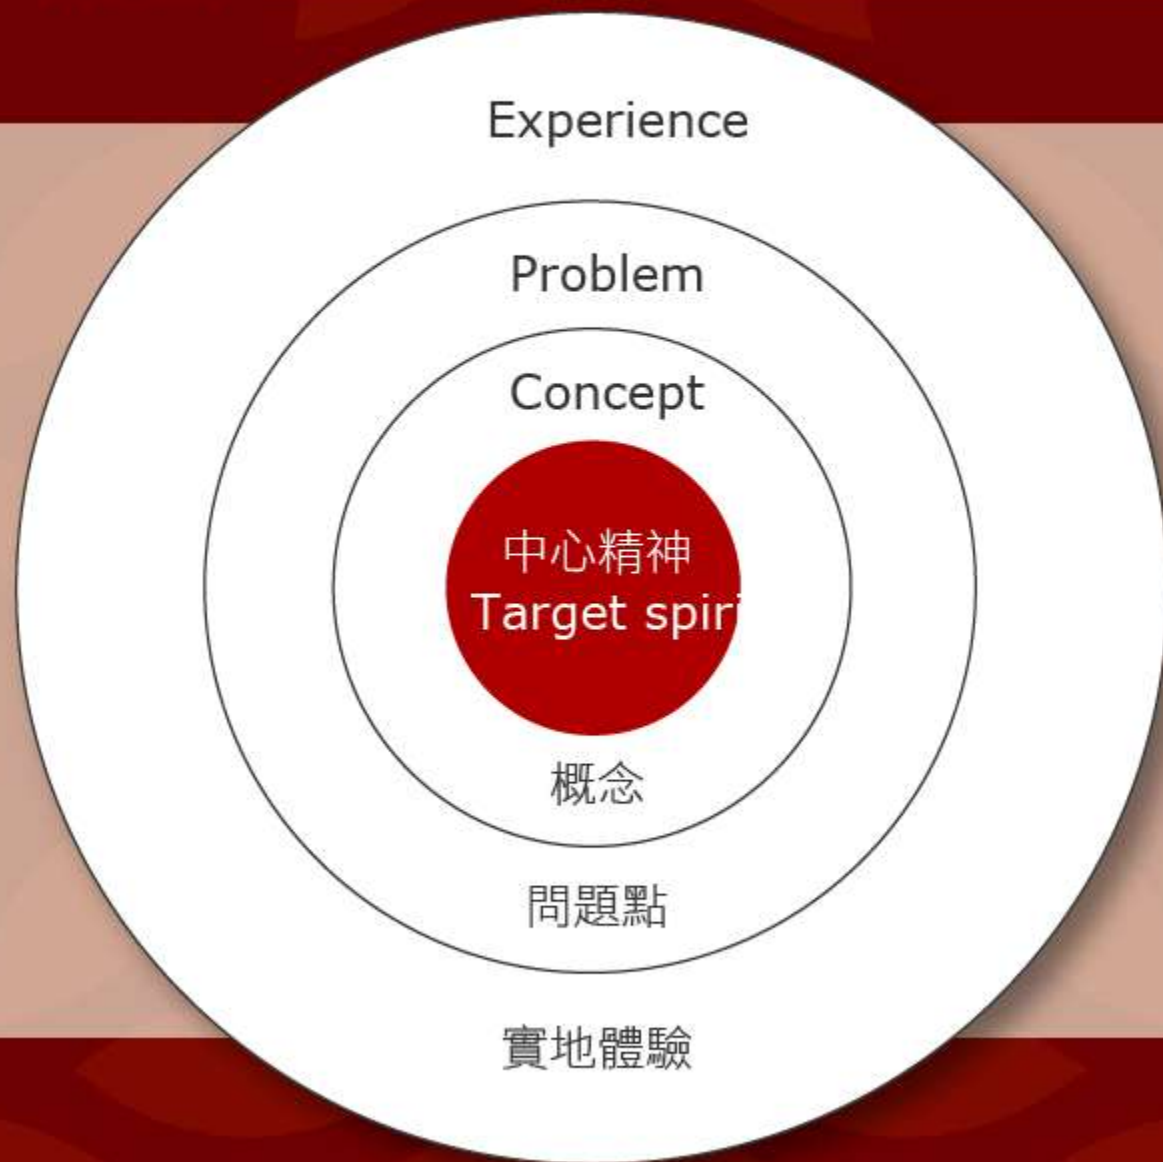 Experience
Problem
Concept
中心精神
Target spiri
概念
問題點
實地體驗